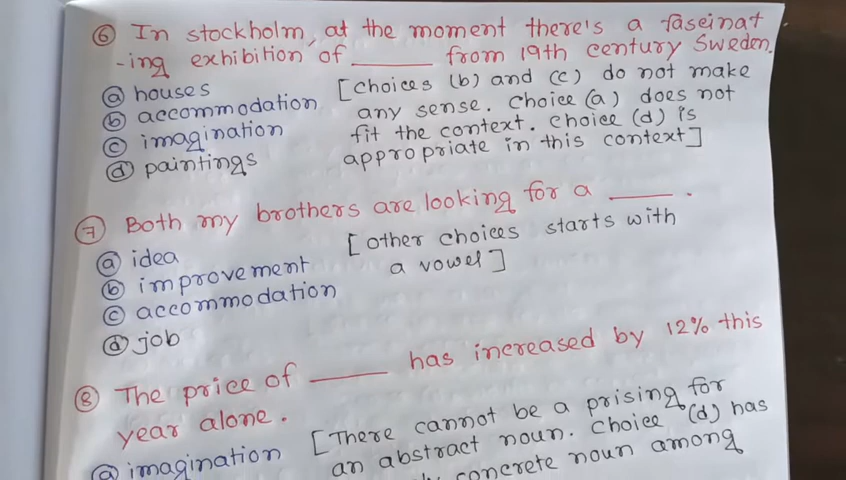 ⑥ In stockholm, at the moment there's a faseinat
-ing exhibition of ______ from 19th century Sweden.
ⓐ houses
ⓑ accommodation
ⓒ imagination
ⓓ paintings
[choices (b) and (c) do not make
any sense. choice (a) does not
fit the context. choice (d) is
appropriate in this context]
⑦ Both my brothers are looking for a ______.
ⓐ idea
ⓑ improvement
ⓒ accommodation
ⓓ job
[other choices starts with
a vowel]
⑧ The price of ______ has increased by 12% this
year alone.
ⓐ imagination
[There cannot be a prising for
an abstract noun. choice (d) has
concrete noun among